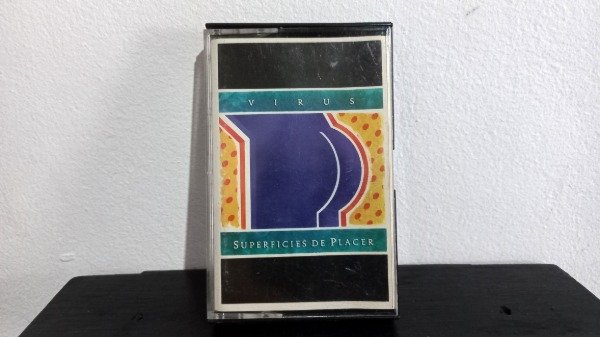 VIRUS
SUPERFICIES DE PLACER